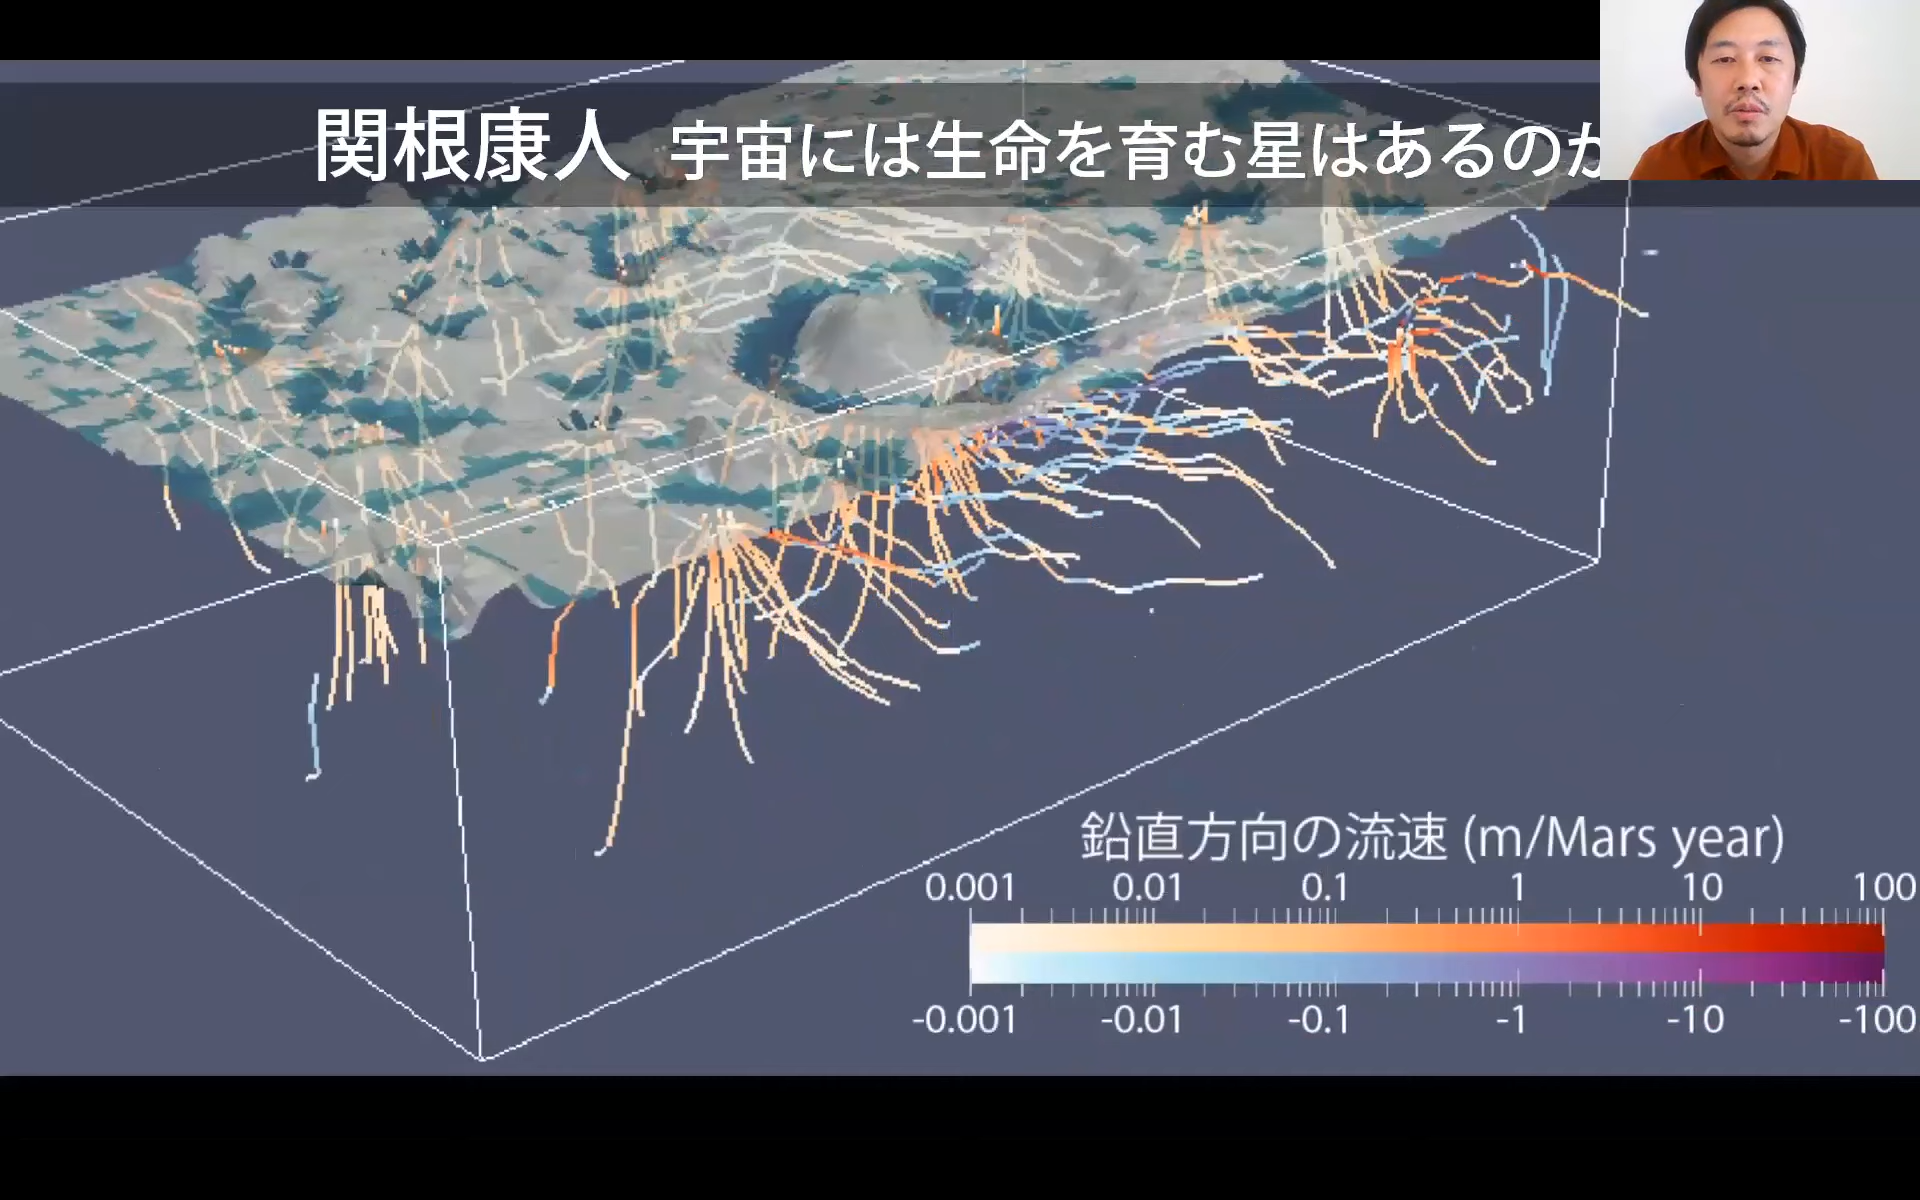 関根康人 宇宙には生命を育む星はあるのか
鉛直方向の流速 (m/Mars year)
0.001 0.01 0.1 1 10 100
-0.001 -0.01 -0.1 -1 -10 -100